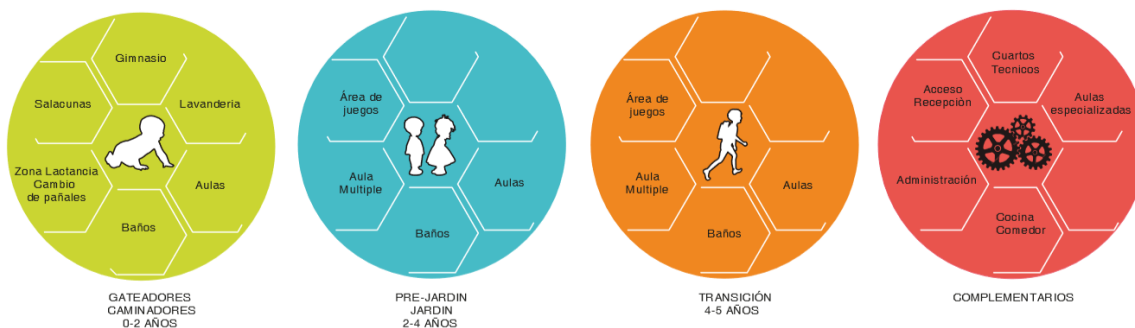 Gimnasio
Salacunas
Lavanderia
Zona Lactancia
Cambio
de pañales
Aulas
Baños
GATEADORES
CAMINADORES
0-2 AÑOS
Área de
juegos
Aula
Multiple
Aulas
Baños
PRE-JARDIN
JARDIN
2-4 AÑOS
Área de
juegos
Aula
Multiple
Aulas
Baños
TRANSICIÓN
4-5 AÑOS
Cuartos
Tecnicos
Acceso
Recepción
Aulas
especializadas
Administración
Cocina
Comedor
COMPLEMENTARIOS